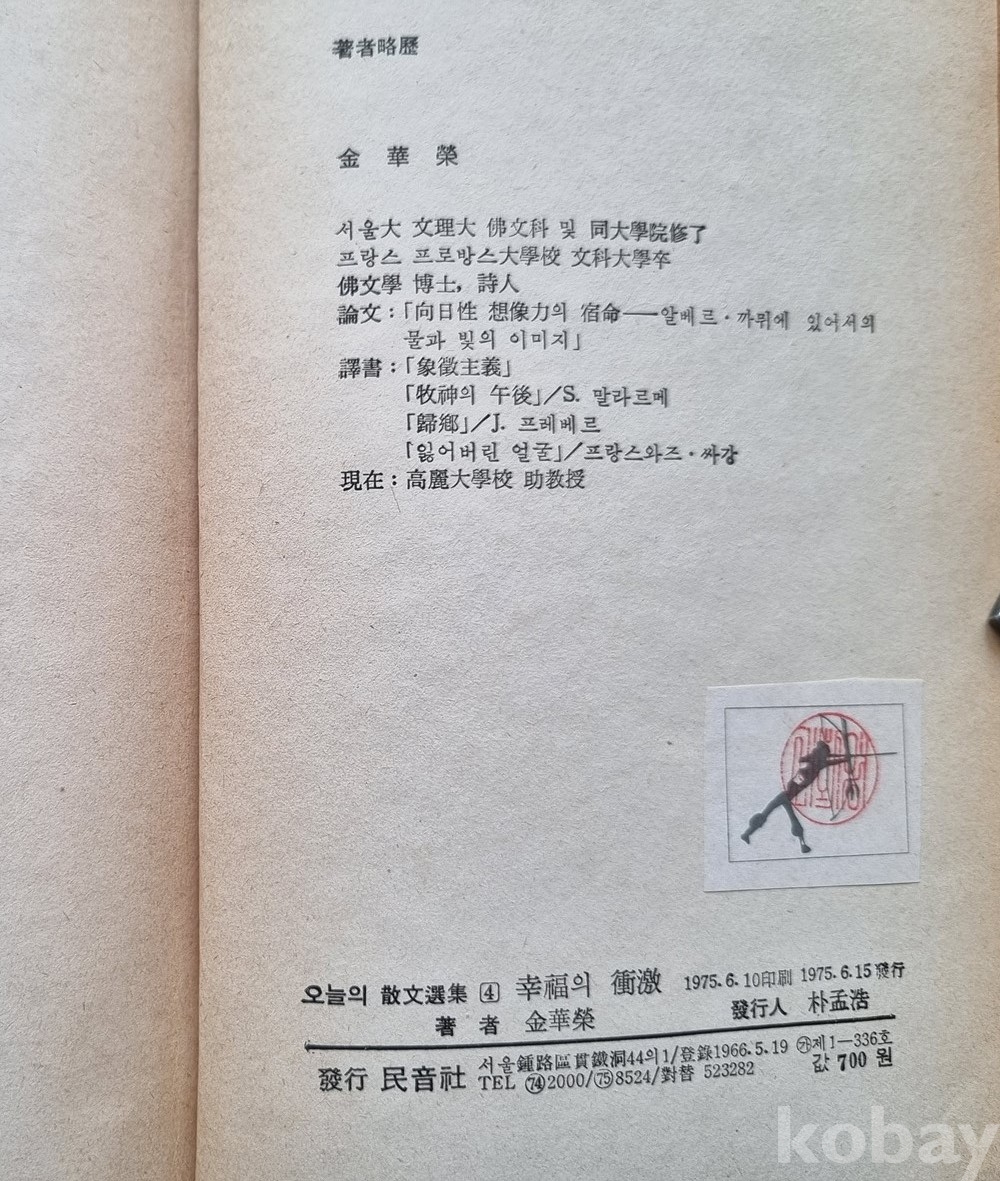 著者略歷
金 華 榮
서울大 文理大 佛文科 및 同大學院修了
프랑스 프로방스大學校 文科大學卒
佛文學 博士, 詩人
論文：「向日性 想像力의 宿命——알베르·까뮈에 있어서의
물과 빛의 이미지」
譯書：「象徵主義」
「牧神의 午後」/S. 말라르메
「歸鄕」/J. 프레베르
「잃어버린 얼굴」/프랑스와즈·싸강
現在：高麗大學校 助教授
오늘의 散文選集 ④ 幸福의 衝激 1975.6.10印刷 1975.6.15發行
著 者 金華榮 發行人 朴孟浩
發行 民音社 서울鍾路區貫鐵洞44의1/登錄1966.5.19 ㉮제1—336호
TEL 74 2000/75 8524/對替 523282 값 700 원
kobay